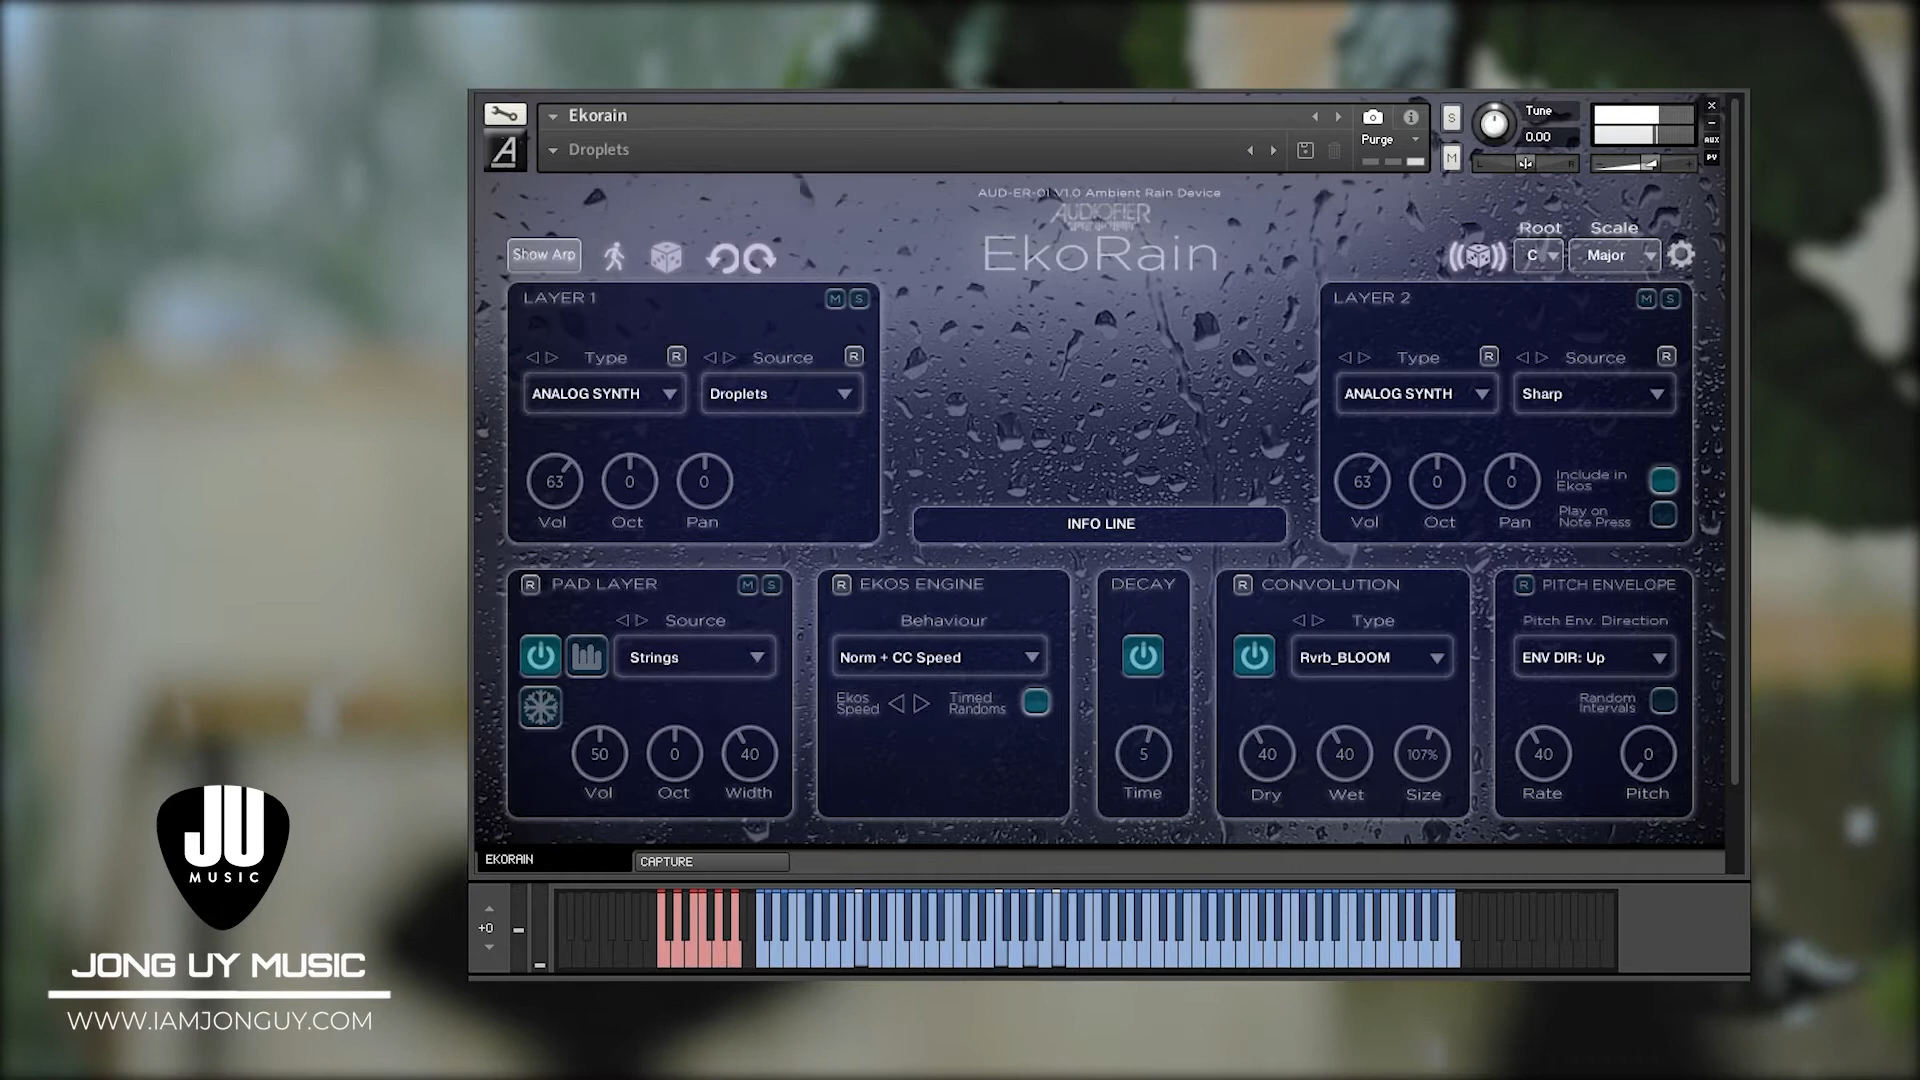 Ekorain
Purge
Droplets
S
M
Tune
0.00
L
R
AUX
PV
AUD-ER-01 V1.0 Ambient Rain Device
AUDIOFIER
EkoRain
Show Arp
Root
Scale
C
Major
LAYER 1
M S
Type R
Source R
ANALOG SYNTH
Droplets
63
0
0
Vol
Oct
Pan
INFO LINE
LAYER 2
M S
Type R
Source R
ANALOG SYNTH
Sharp
63
0
0
Vol
Oct
Pan
Include in
Ekos
Play on
Note Press
R PAD LAYER M S
Source
Strings
50
0
40
Vol
Oct
Width
R EKOS ENGINE
Behaviour
Norm + CC Speed
Ekos
Speed
Timed
Randoms
DECAY
5
Time
R CONVOLUTION
Type
Rvrb_BLOOM
40
40
107%
Dry
Wet
Size
R PITCH ENVELOPE
Pitch Env. Direction
ENV DIR: Up
Random
Intervals
40
0
Rate
Pitch
EKORAIN
CAPTURE
+0
JU
MUSIC
JONG UY MUSIC
WWW.IAMJONGUY.COM